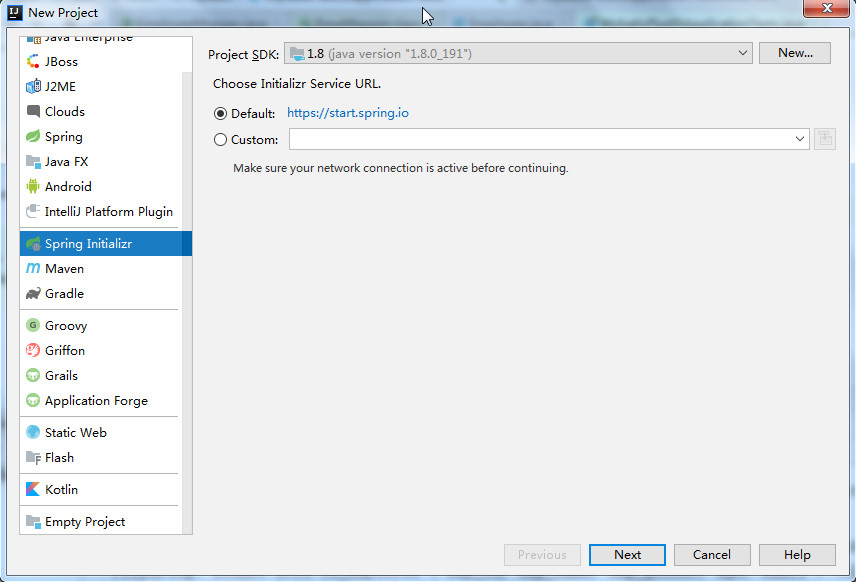 New Project
Java Enterprise
JBoss
J2ME
Clouds
Spring
Java FX
Android
IntelliJ Platform Plugin
Spring Initializr
Maven
Gradle
Groovy
Griffon
Grails
Application Forge
Static Web
Flash
Kotlin
Empty Project
Project SDK: 1.8 (java version "1.8.0_191") New...
Choose Initializr Service URL.
Default: https://start.spring.io
Custom:
Make sure your network connection is active before continuing.
Previous Next Cancel Help